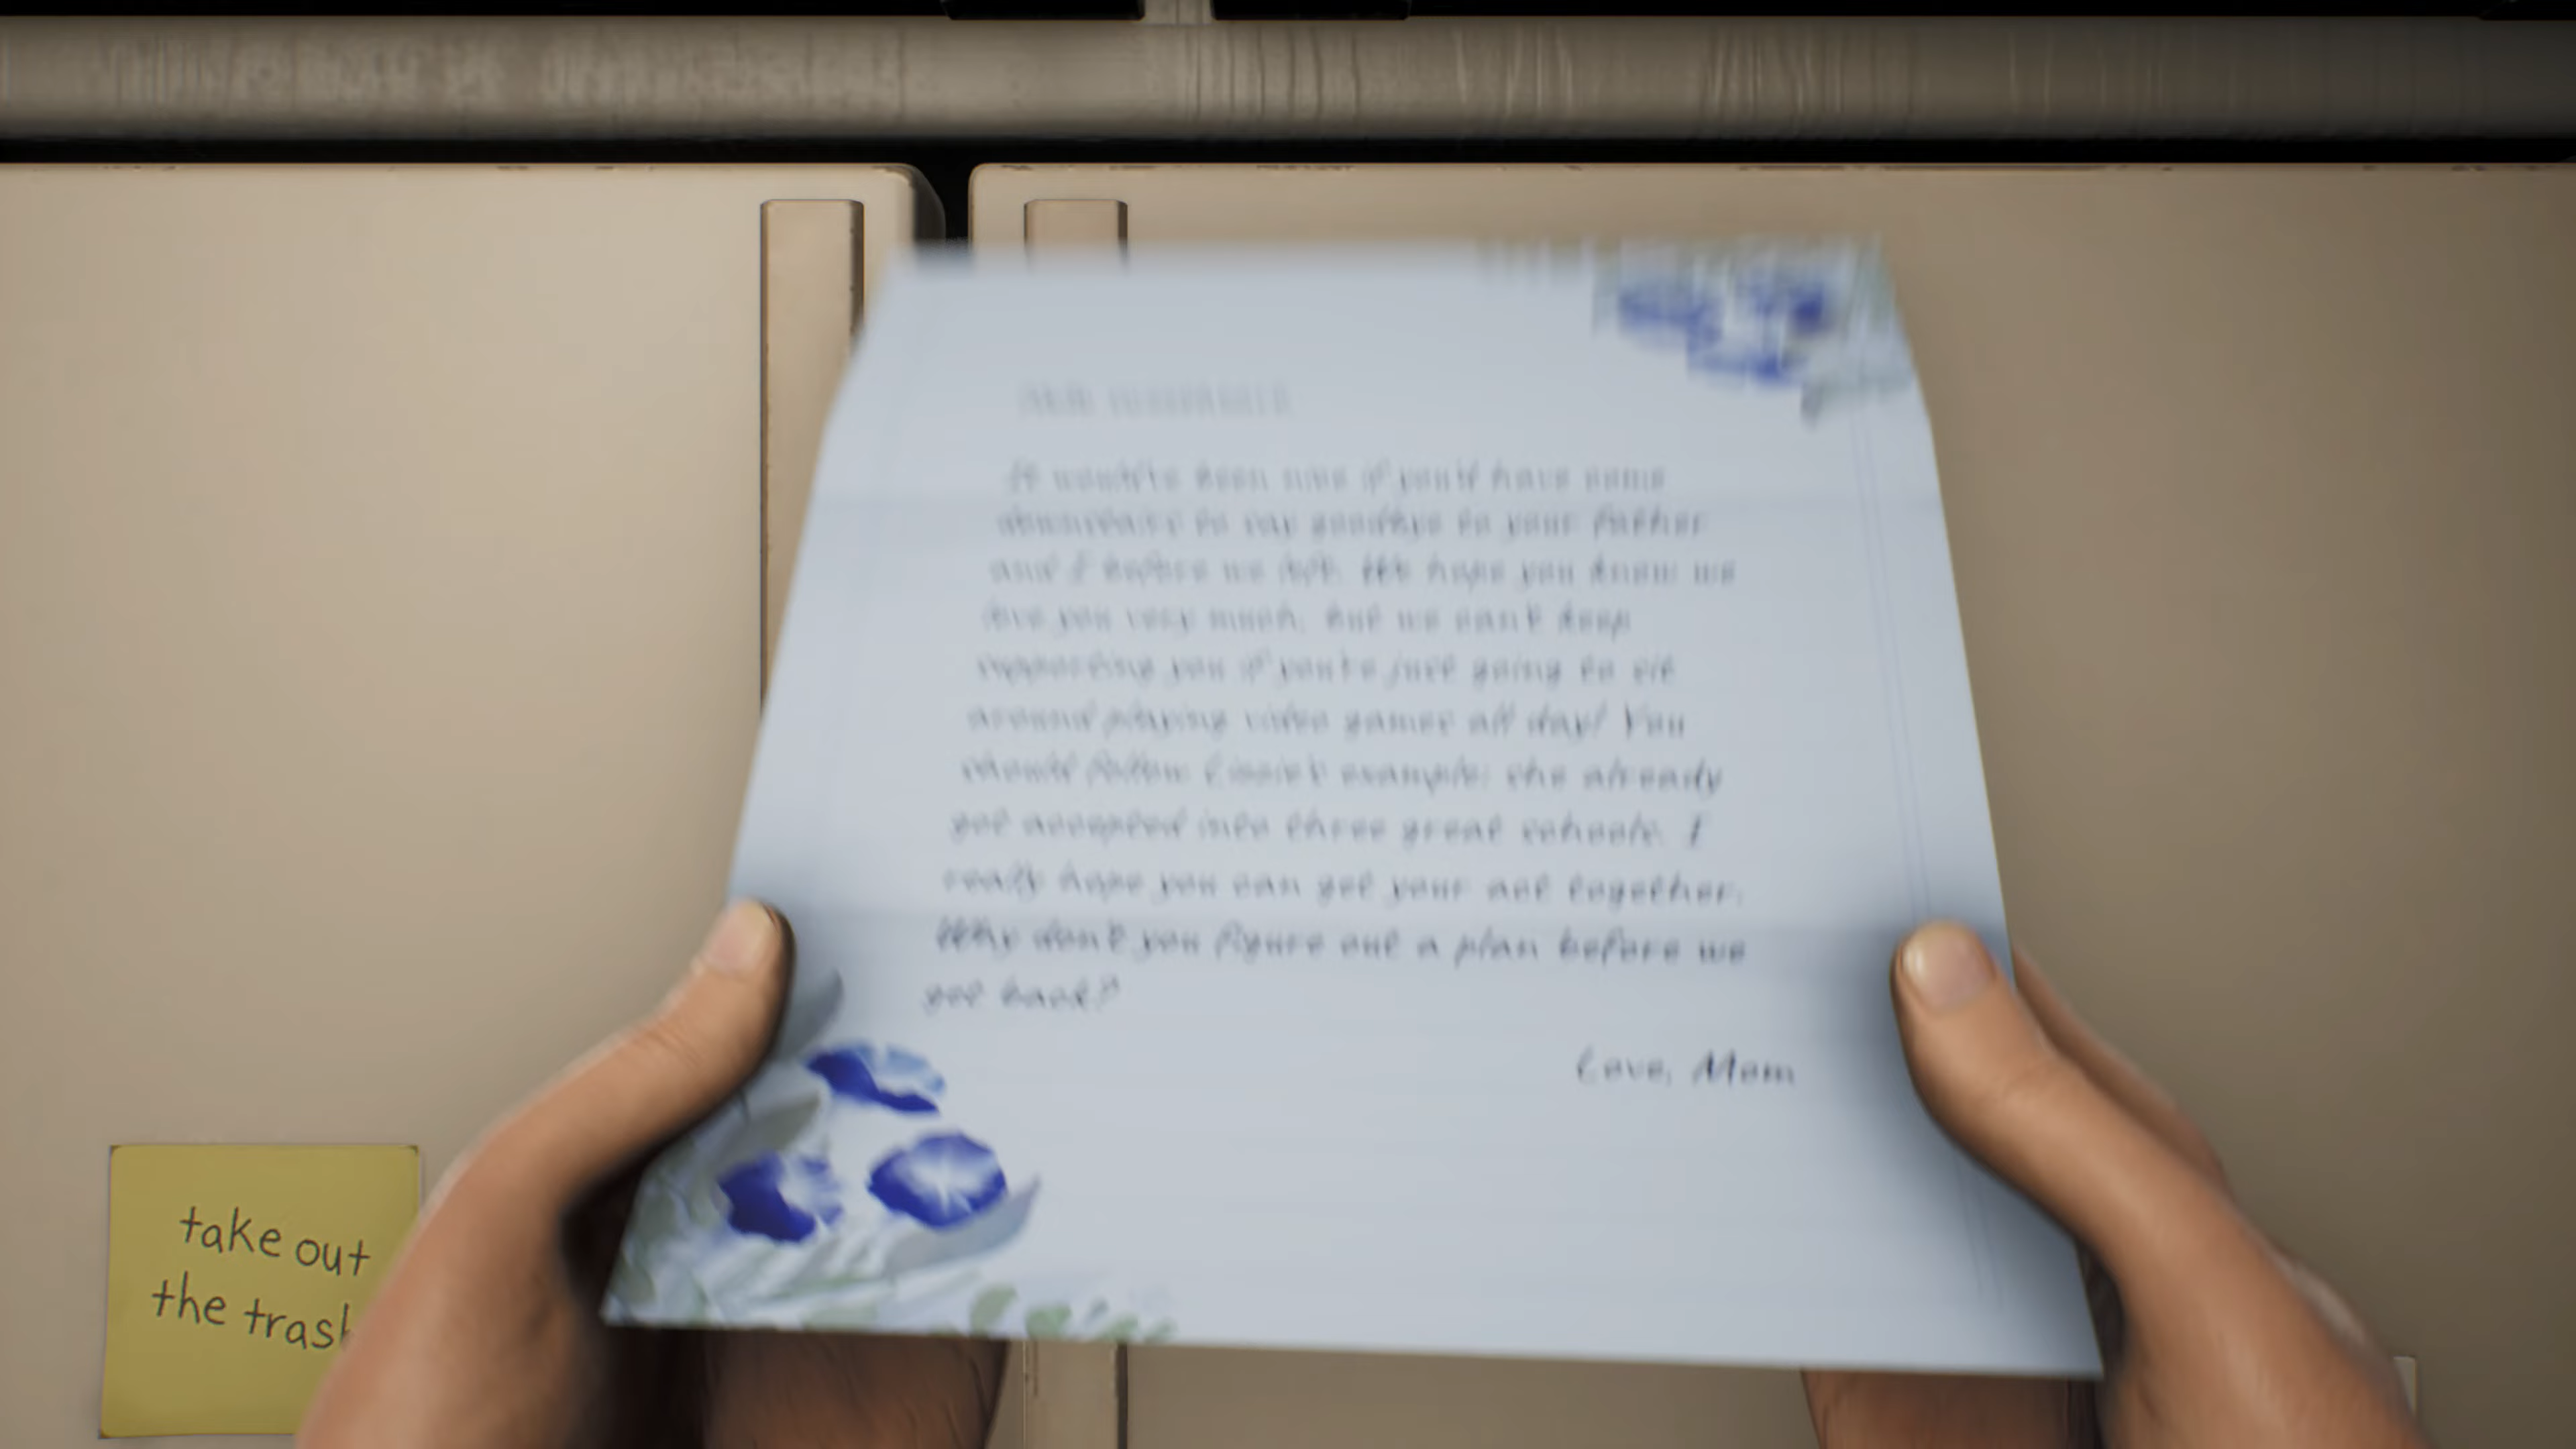 It would've been nice if you'd have come
downstairs to say goodbye to your father
and I before we left. We hope you know we
love you very much, but we can't keep
supporting you if you're just going to sit
around playing video games all day! You
should follow example: she already
got accepted into three great schools. I
really hope you can get your act together.
Why don't you figure out a plan before we
get back?
Love, Mom
take out
the trash